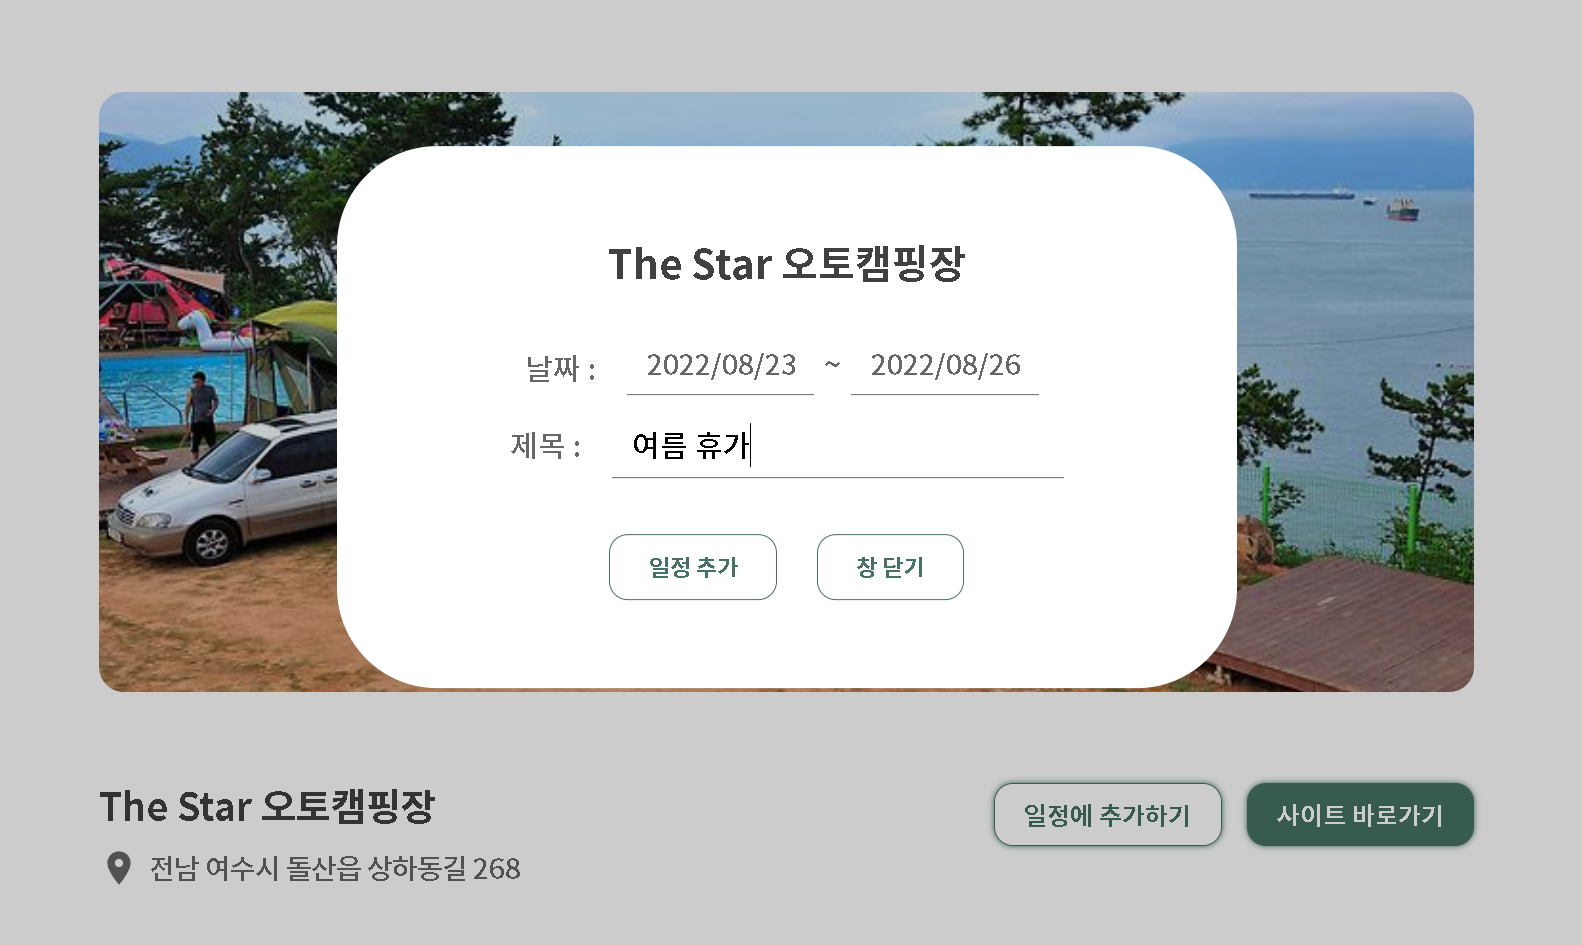 The Star 오토캠핑장
날짜 : 2022/08/23 ~ 2022/08/26
제목 : 여름 휴가
일정 추가 창 닫기
The Star 오토캠핑장
일정에 추가하기 사이트 바로가기
전남 여수시 돌산읍 상하동길 268